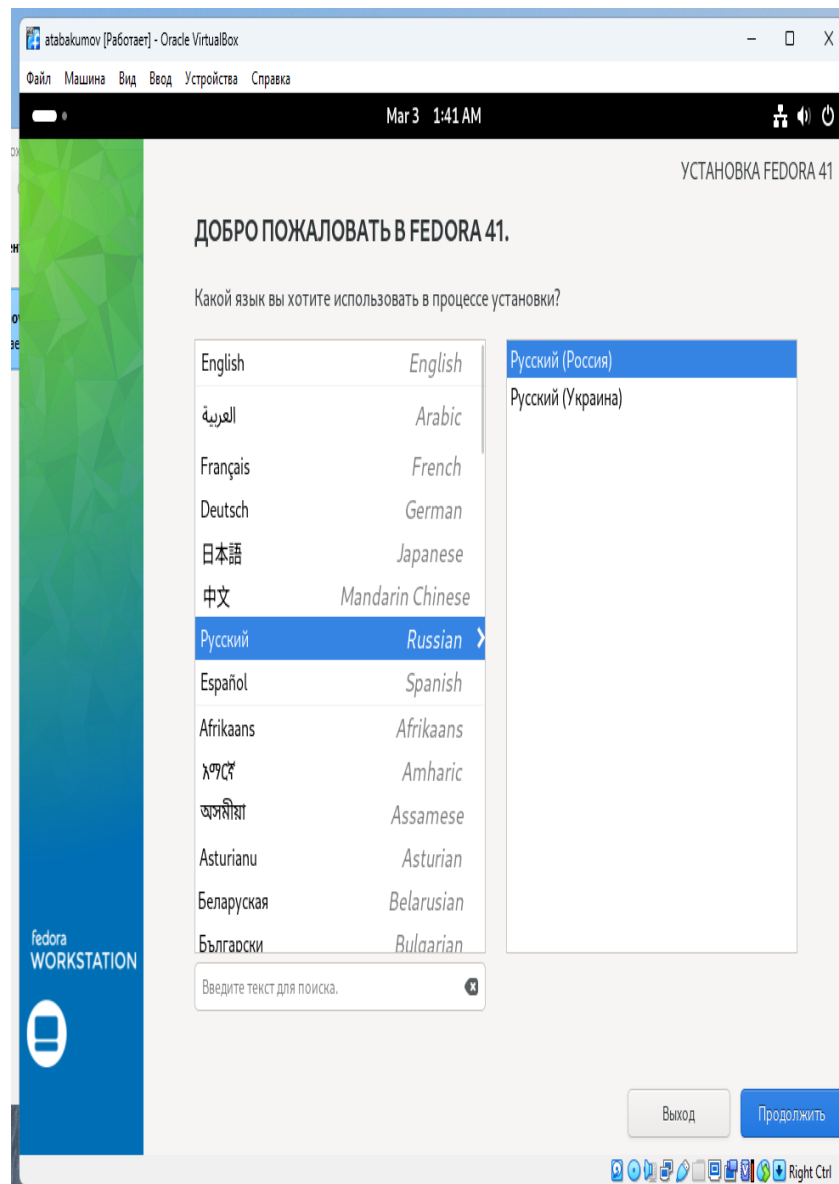 atabakumov [Работает] - Oracle VirtualBox
Файл Машина Вид Ввод Устройства Справка
Mar 3 1:41 AM
УСТАНОВКА FEDORA 41
ДОБРО ПОЖАЛОВАТЬ В FEDORA 41.
Какой язык вы хотите использовать в процессе установки?
English English
العربية Arabic
Français French
Deutsch German
日本語 Japanese
中文 Mandarin Chinese
Русский Russian
Español Spanish
Afrikaans Afrikaans
አማርኛ Amharic
অসমীয়া Assamese
Asturianu Asturian
Беларуская Belarusian
Български Bulgarian
Русский (Россия)
Русский (Украина)
Введите текст для поиска.
fedora
WORKSTATION
Выход Продолжить
Right Ctrl